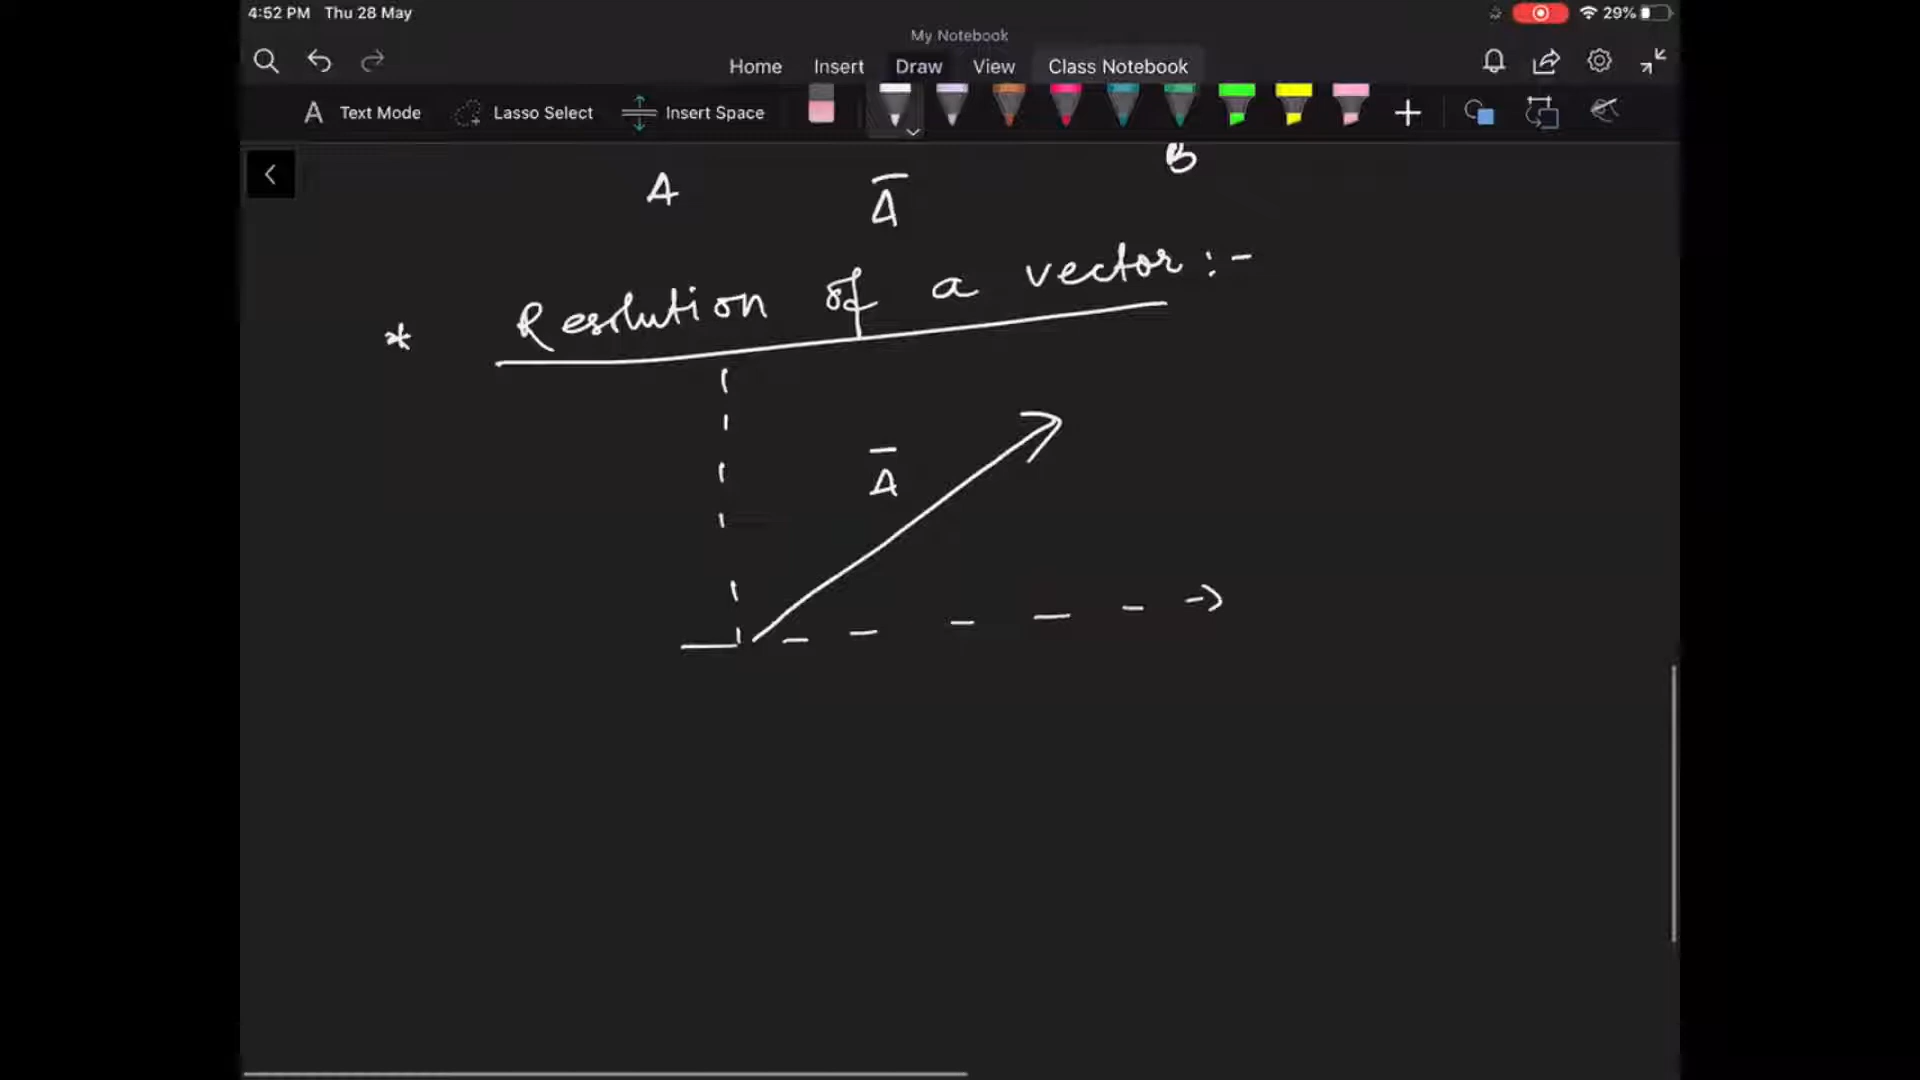 4:52 PM Thu 28 May
29%
My Notebook
Home Insert Draw View Class Notebook
A Text Mode Lasso Select Insert Space
B
A Ā
* Resolution of a vector :-
Ā